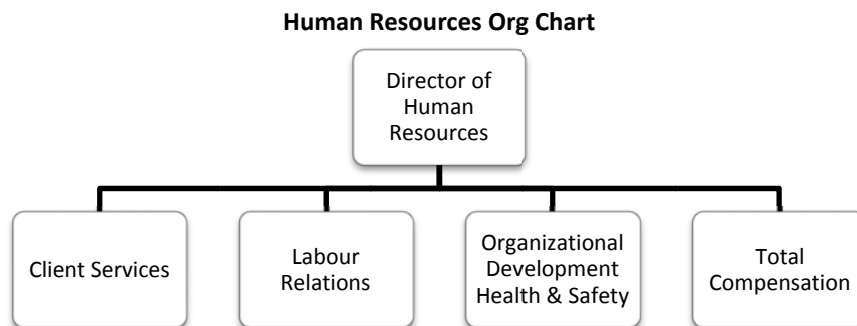 Human Resources Org Chart
Director of
Human
Resources
Client Services
Labour
Relations
Organizational
Development
Health & Safety
Total
Compensation